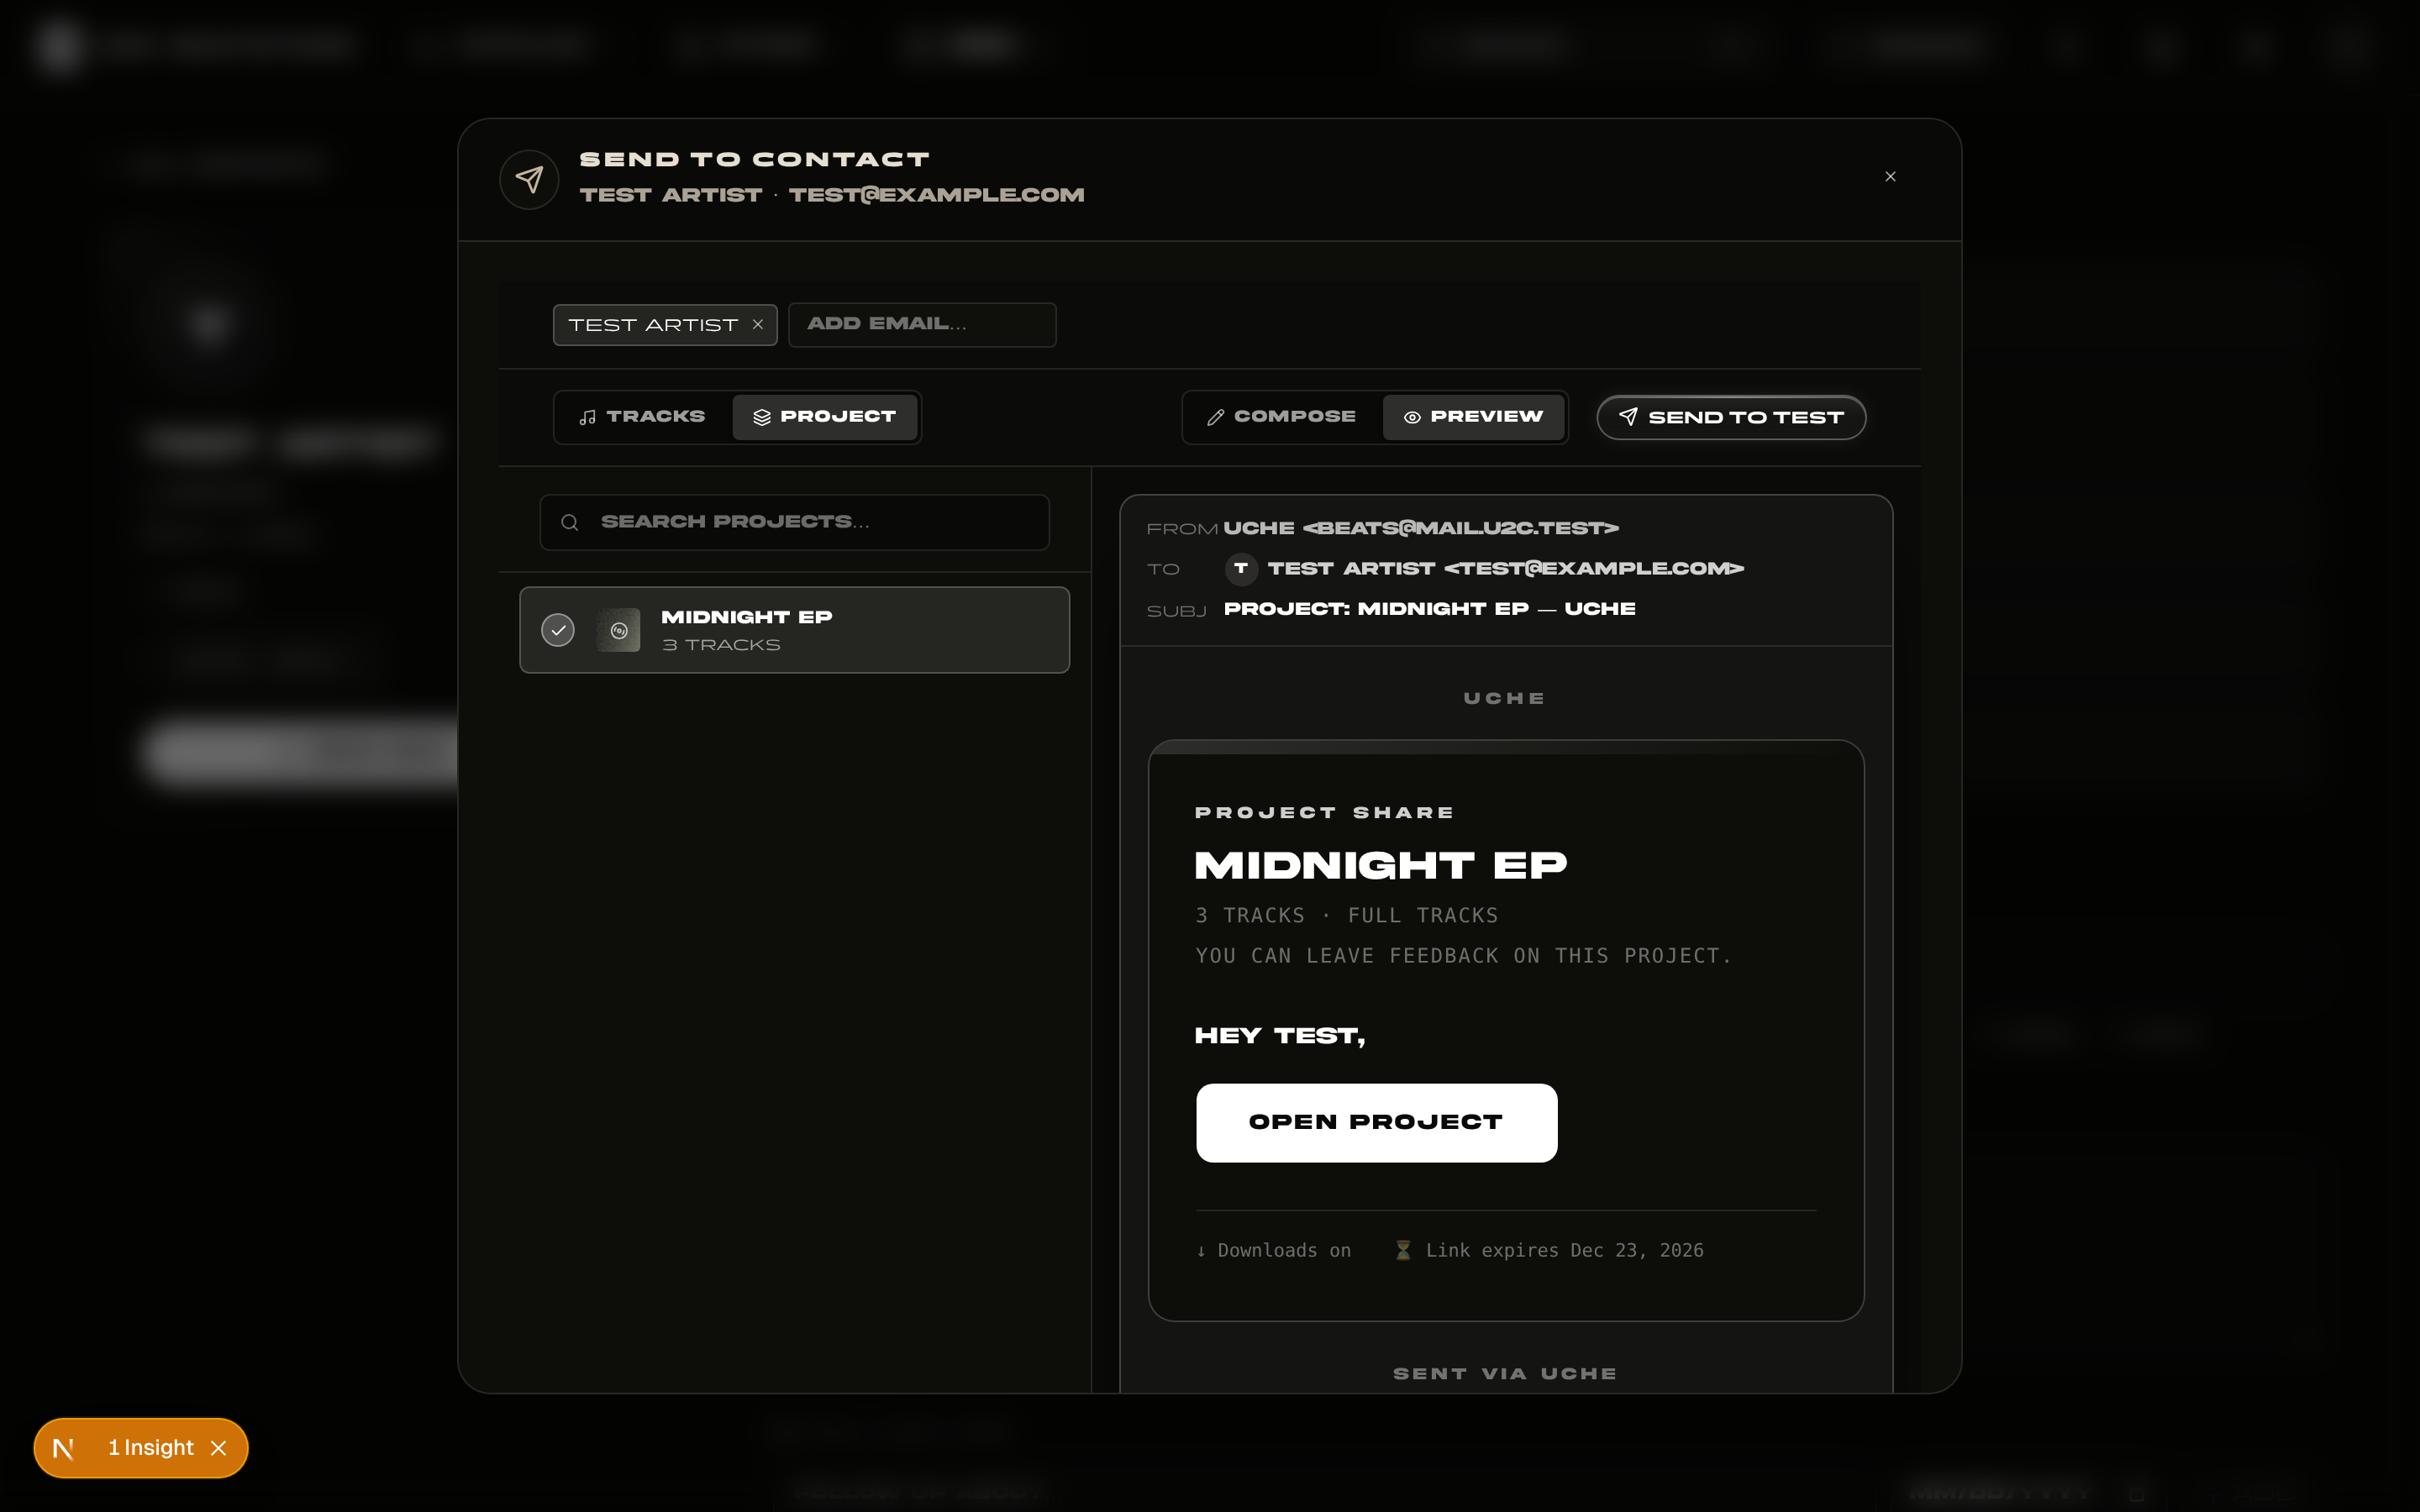 SEND TO CONTACT
TEST ARTIST · TEST@EXAMPLE.COM
TEST ARTIST ×
ADD EMAIL...
TRACKS
PROJECT
COMPOSE
PREVIEW
SEND TO TEST
SEARCH PROJECTS...
MIDNIGHT EP
3 TRACKS
FROM UCHE <BEATS@MAIL.U2C.TEST>
TO T TEST ARTIST <TEST@EXAMPLE.COM>
SUBJ PROJECT: MIDNIGHT EP — UCHE
UCHE
PROJECT SHARE
MIDNIGHT EP
3 TRACKS · FULL TRACKS
YOU CAN LEAVE FEEDBACK ON THIS PROJECT.
HEY TEST,
OPEN PROJECT
↓ Downloads on ⏳ Link expires Dec 23, 2026
SENT VIA UCHE
N 1 Insight ×